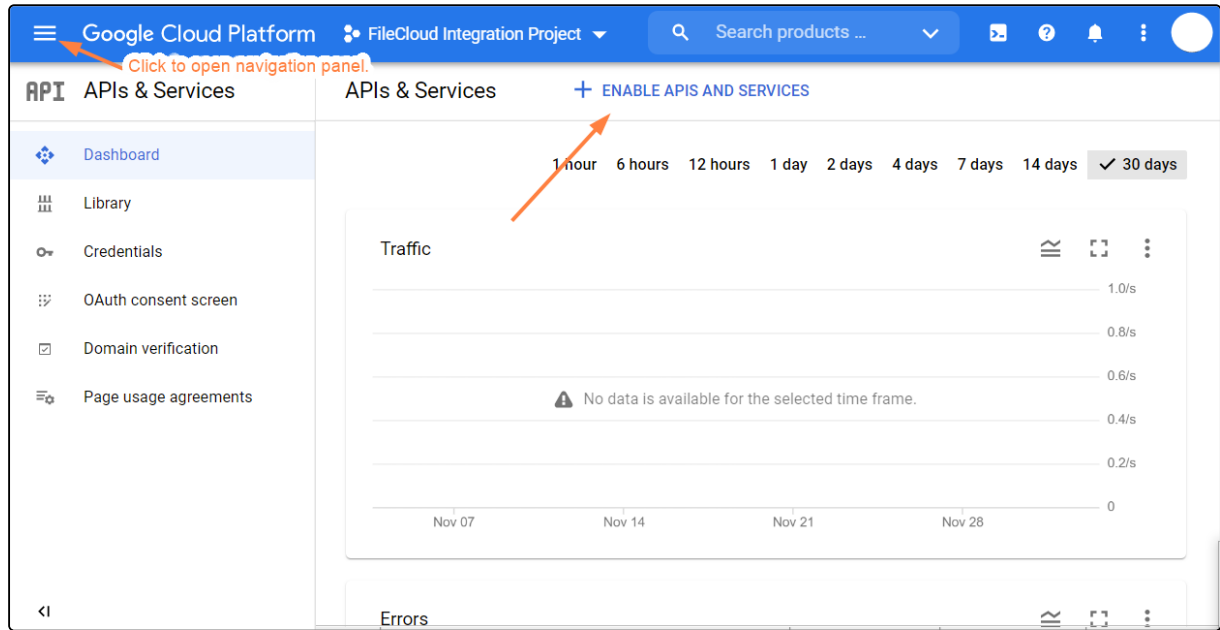 Google Cloud Platform
FileCloud Integration Project
Search products ...
Click to open navigation panel.
API APIs & Services
APIs & Services
+ ENABLE APIS AND SERVICES
Dashboard
Library
Credentials
OAuth consent screen
Domain verification
Page usage agreements
1 hour 6 hours 12 hours 1 day 2 days 4 days 7 days 14 days 30 days
Traffic
1.0/s
0.8/s
0.6/s
No data is available for the selected time frame.
0.4/s
0.2/s
0
Nov 07 Nov 14 Nov 21 Nov 28
Errors